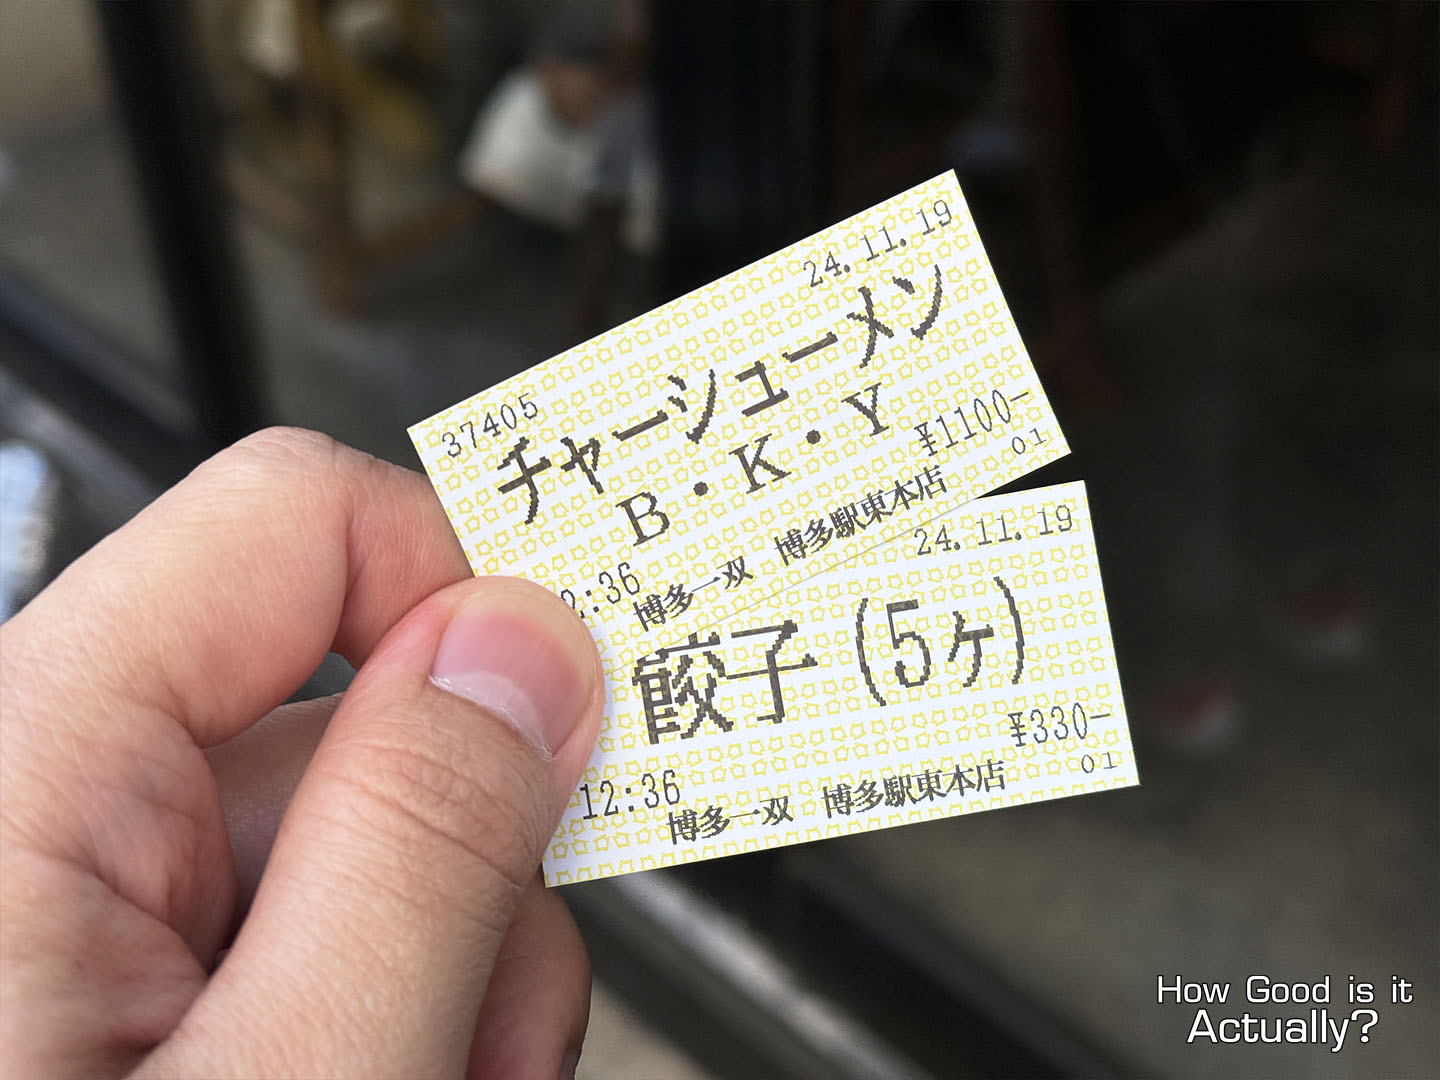 37405
24.11.19
チャーシューメン
B・K・Y
¥1100-
01
2:36
博多一双 博多駅東本店
24.11.19
餃子(5ヶ)
¥330-
01
12:36
博多一双 博多駅東本店
How Good is it
Actually?